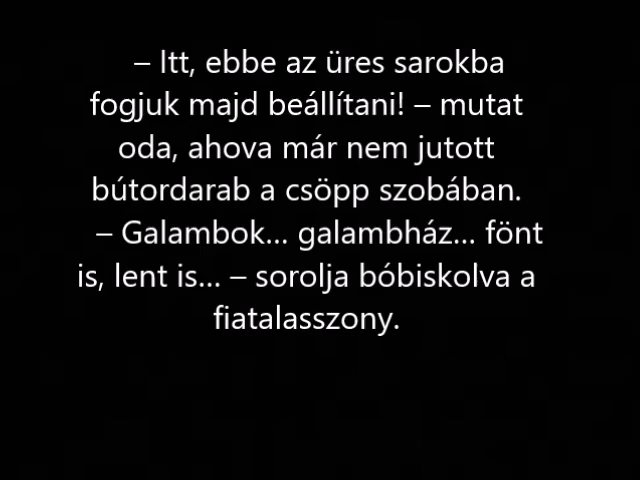 – Itt, ebbe az üres sarokba
fogjuk majd beállítani! – mutat
oda, ahova már nem jutott
bútordarab a csöpp szobában.
– Galambok... galambház... fönt
is, lent is... – sorolja bóbiskolva a
fiatalasszony.